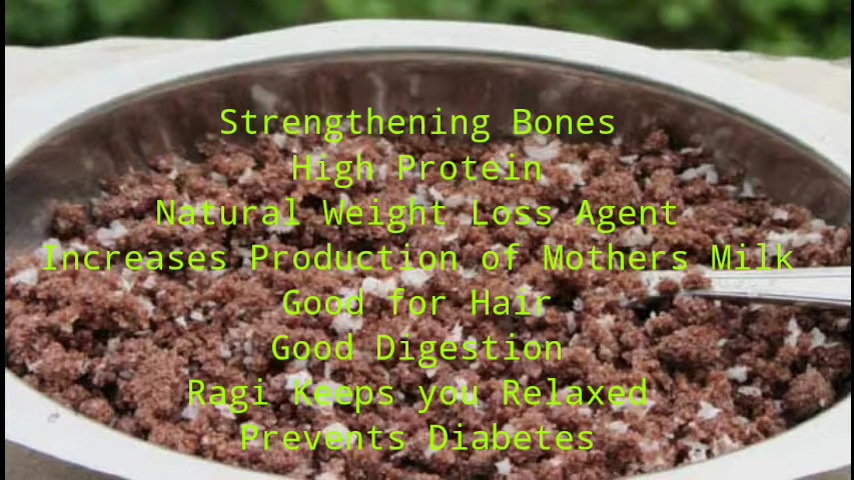 Strengthening Bones
High Protein
Natural Weight Loss Agent
Increases Production of Mothers Milk
Good for Hair
Good Digestion
Ragi Keeps you Relaxed
Prevents Diabetes